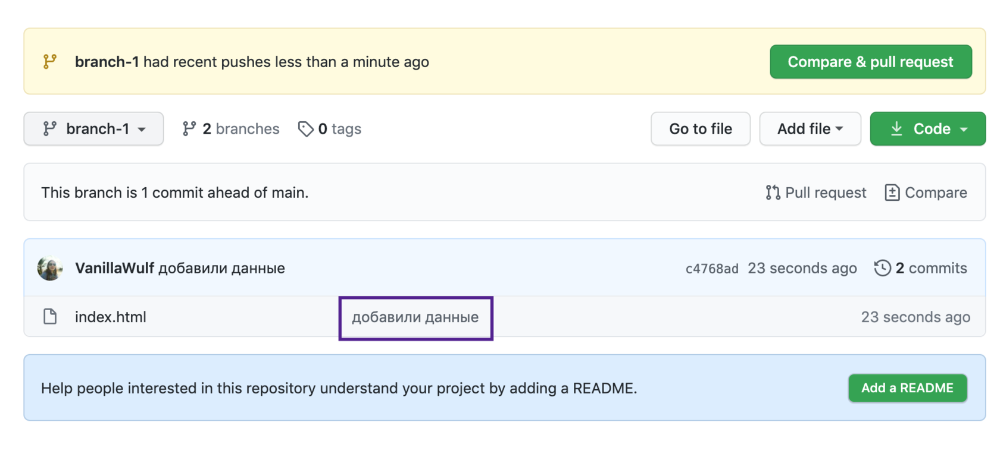 branch-1 had recent pushes less than a minute ago
Compare & pull request
branch-1
2 branches
0 tags
Go to file
Add file
Code
This branch is 1 commit ahead of main.
Pull request
Compare
VanillaWulf добавили данные
c4768ad 23 seconds ago
2 commits
index.html
добавили данные
23 seconds ago
Help people interested in this repository understand your project by adding a README.
Add a README